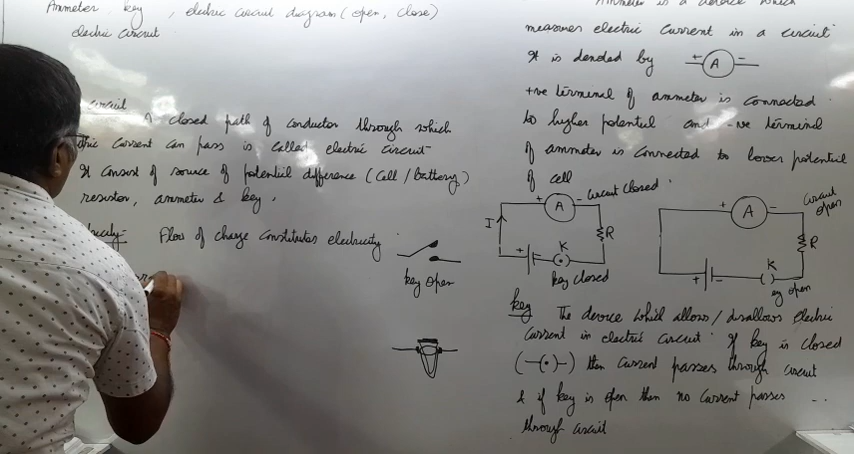 Ammeter, key, electric circuit diagram (open, close)
electric circuit
circuit A closed path of conductor through which
tric Current can pass is called electric circuit
It consist of source of potential difference (Cell / battery)
resistor, ammeter & key.
ricity- Flow of charge constitutes electricity.
key open
Ammeter is a device which
measures electric Current in a circuit
It is denoted by + A -
+ve terminal of ammeter is connected
to higher potential and -ve terminal
of ammeter is connected to lower potential
of cell
circuit closed.
+ A -
I
R
+ K
key closed
circuit open
+ A -
R
+ - K
( )
ey open
key The device which allows / disallows electric
Current in electric circuit. If key is closed
(-(•)-) then Current passes through circuit
& if key is open then no current passes
through circuit